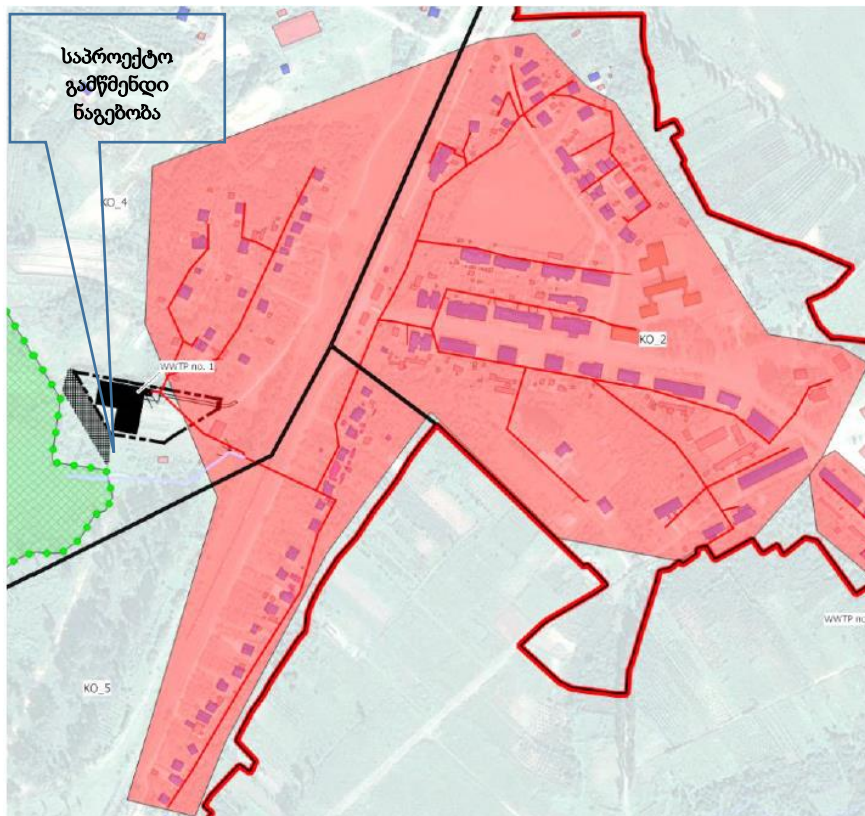 საპროექტო
გამწმენდი
ნაგებობა
KO_4
KO_2
WWTP no. 1
KO_5
WWTP no